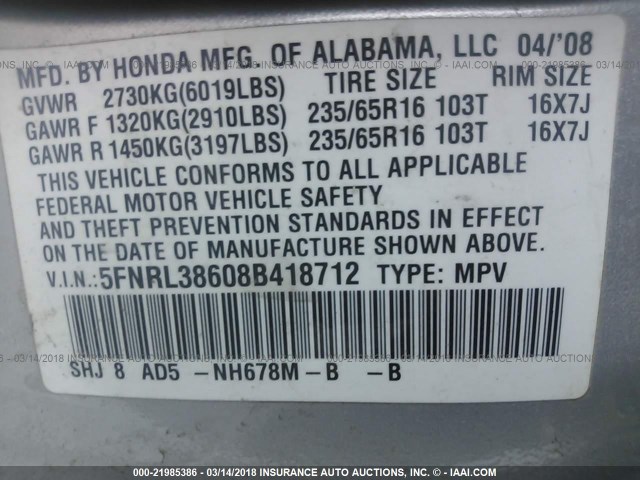 MFD. BY HONDA MFG. OF ALABAMA, LLC 04/'08
GVWR 2730KG(6019LBS) TIRE SIZE RIM SIZE
GAWR F 1320KG(2910LBS) 235/65R16 103T 16X7J
GAWR R 1450KG(3197LBS) 235/65R16 103T 16X7J
THIS VEHICLE CONFORMS TO ALL APPLICABLE
FEDERAL MOTOR VEHICLE SAFETY
AND THEFT PREVENTION STANDARDS IN EFFECT
ON THE DATE OF MANUFACTURE SHOWN ABOVE.
V.I.N.:5FNRL38608B418712 TYPE: MPV
SHJ 8 AD5 -NH678M -B -B
000-21985386 - 03/14/2018 - INSURANCE AUTO AUCTIONS - © IAAI.COM